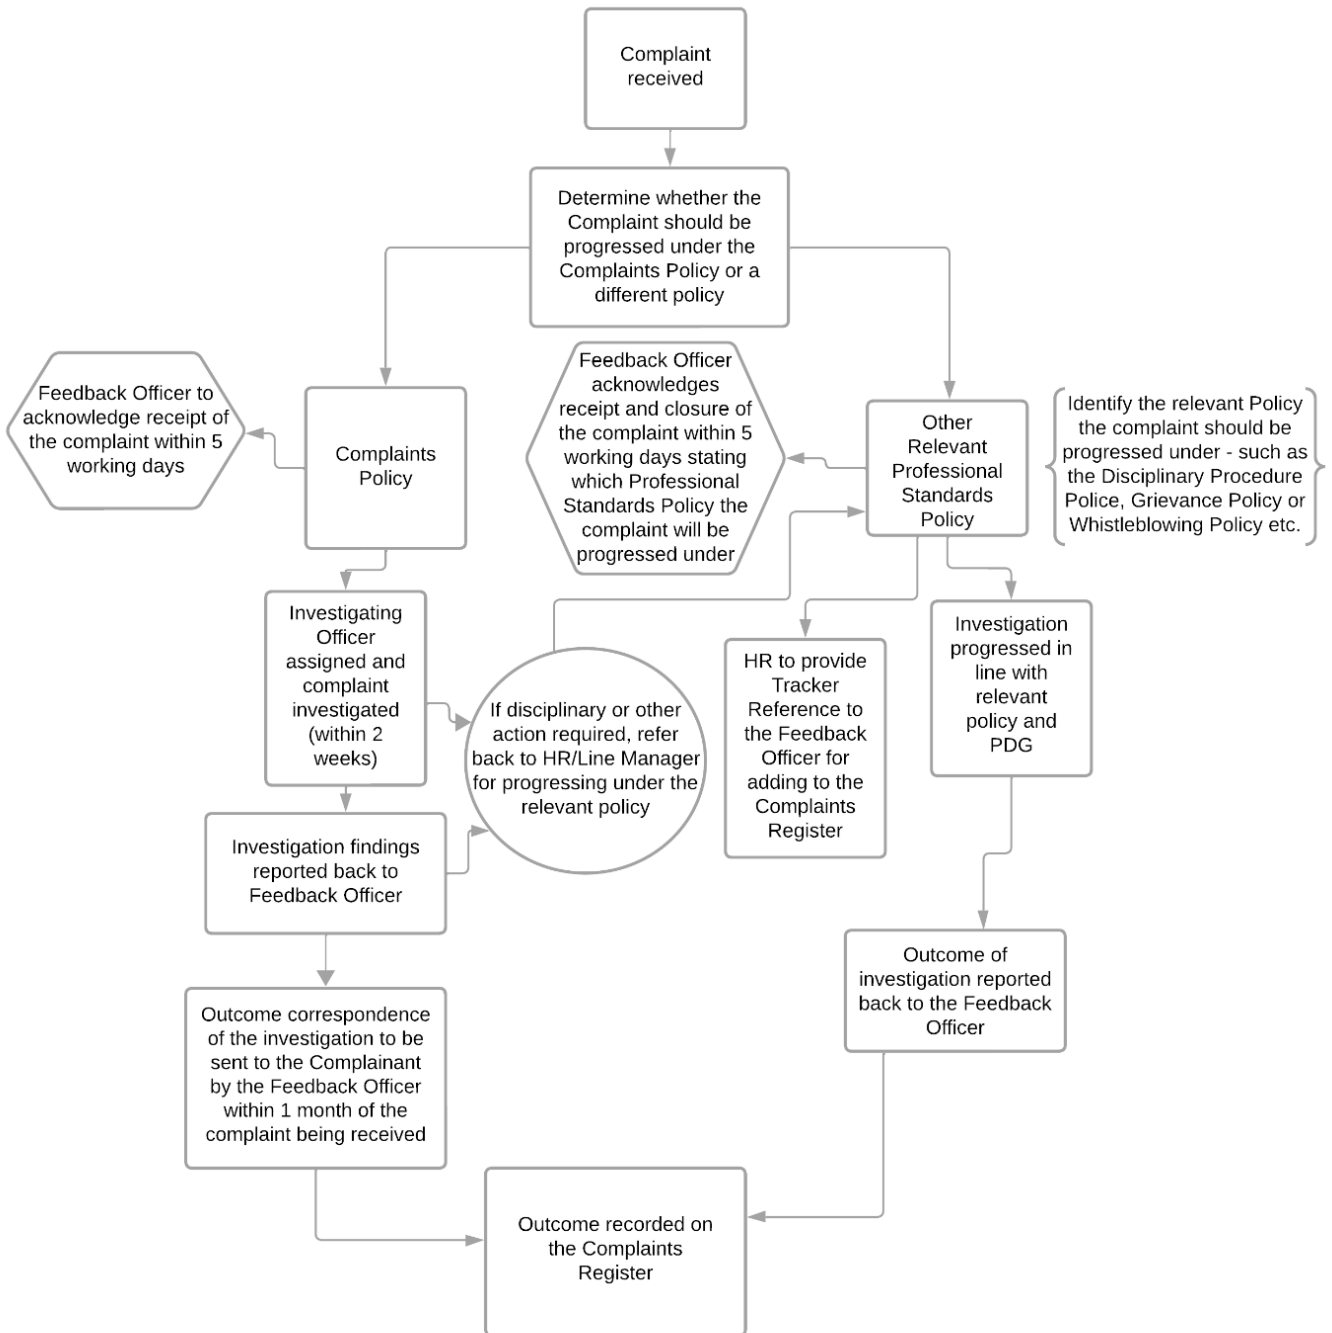 Complaint
received
Determine whether the
Complaint should be
progressed under the
Complaints Policy or a
different policy
Feedback Officer to
acknowledge receipt of
the complaint within 5
working days
Complaints
Policy
Feedback Officer
acknowledges
receipt and closure of
the complaint within 5
working days stating
which Professional
Standards Policy the
complaint will be
progressed under
Other
Relevant
Professional
Standards
Policy
Identify the relevant Policy
the complaint should be
progressed under - such as
the Disciplinary Procedure
Police, Grievance Policy or
Whistleblowing Policy etc.
Investigating
Officer
assigned and
complaint
investigated
(within 2
weeks)
If disciplinary or other
action required, refer
back to HR/Line Manager
for progressing under the
relevant policy
HR to provide
Tracker
Reference to
the Feedback
Officer for
adding to the
Complaints
Register
Investigation
progressed in
line with
relevant
policy and
PDG
Investigation findings
reported back to
Feedback Officer
Outcome of
investigation reported
back to the Feedback
Officer
Outcome correspondence
of the investigation to be
sent to the Complainant
by the Feedback Officer
within 1 month of the
complaint being received
Outcome recorded on
the Complaints
Register